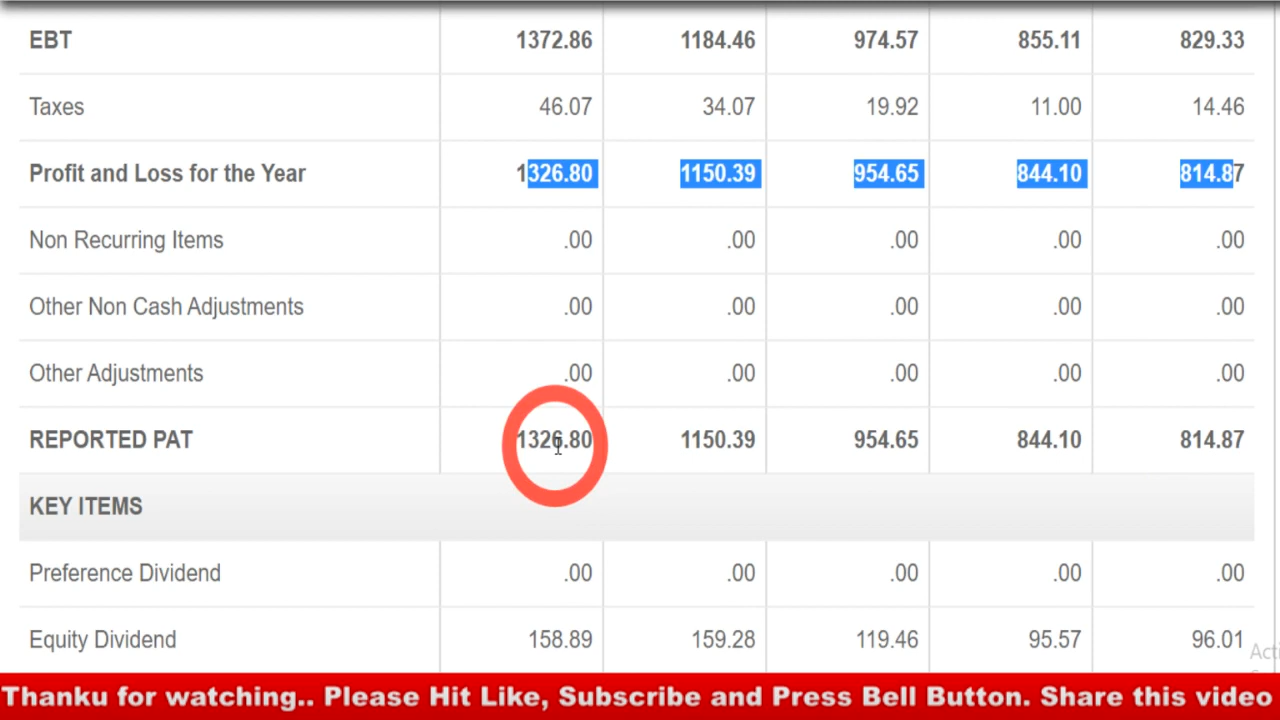 EBT 1372.86 1184.46 974.57 855.11 829.33
Taxes 46.07 34.07 19.92 11.00 14.46
Profit and Loss for the Year 1326.80 1150.39 954.65 844.10 814.87
Non Recurring Items .00 .00 .00 .00 .00
Other Non Cash Adjustments .00 .00 .00 .00 .00
Other Adjustments .00 .00 .00 .00 .00
REPORTED PAT 1326.80 1150.39 954.65 844.10 814.87
KEY ITEMS
Preference Dividend .00 .00 .00 .00 .00
Equity Dividend 158.89 159.28 119.46 95.57 96.01
Thanku for watching.. Please Hit Like, Subscribe and Press Bell Button. Share this video